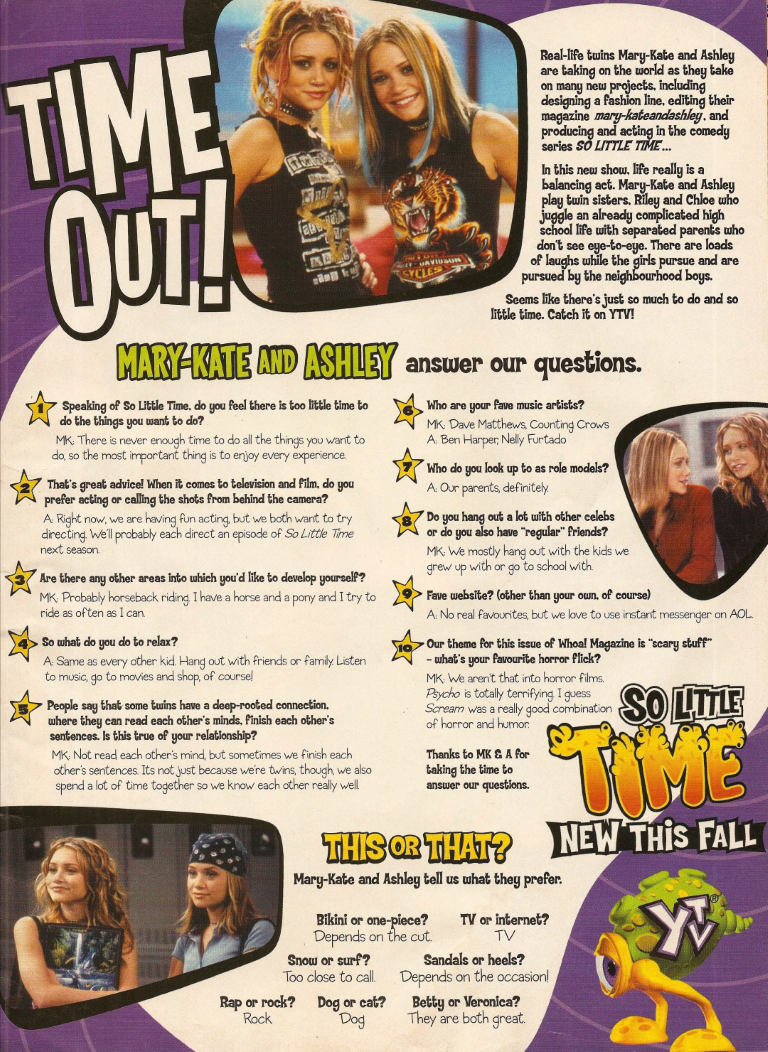 TIME
OUT!
Real-life twins Mary-Kate and Ashley
are taking on the world as they take
on many new projects, including
designing a fashion line, editing their
magazine mary-kateandashley, and
producing and acting in the comedy
series SO LITTLE TIME...
In this new show, life really is a
balancing act. Mary-Kate and Ashley
play twin sisters, Riley and Chloe who
juggle an already complicated high
school life with separated parents who
don't see eye-to-eye. There are loads
of laughs while the girls pursue and are
pursued by the neighbourhood boys.
Seems like there's just so much to do and so
little time. Catch it on YTV!
MARY-KATE AND ASHLEY answer our questions.
1 Speaking of So Little Time, do you feel there is too little time to
do the things you want to do?
MK: There is never enough time to do all the things you want to
do, so the most important thing is to enjoy every experience.
2 That's great advice! When it comes to television and film, do you
prefer acting or calling the shots from behind the camera?
A: Right now, we are having fun acting, but we both want to try
directing. We'll probably each direct an episode of So Little Time
next season.
3 Are there any other areas into which you'd like to develop yourself?
MK: Probably horseback riding. I have a horse and a pony and I try to
ride as often as I can.
4 So what do you do to relax?
A: Same as every other kid. Hang out with friends or family. Listen
to music, go to movies and shop, of course!
5 People say that some twins have a deep-rooted connection,
where they can read each other's minds, finish each other's
sentences. Is this true of your relationship?
MK: Not read each other's mind, but sometimes we finish each
other's sentences. Its not just because we're twins, though, we also
spend a lot of time together so we know each other really well.
6 Who are your fave music artists?
MK: Dave Matthews, Counting Crows
A: Ben Harper, Nelly Furtado
7 Who do you look up to as role models?
A: Our parents, definitely.
8 Do you hang out a lot with other celebs
or do you also have "regular" friends?
MK: We mostly hang out with the kids we
grew up with or go to school with.
9 Fave website? (other than your own, of course)
A: No real favourites, but we love to use instant messenger on AOL.
10 Our theme for this issue of Whoa! Magazine is "scary stuff"
- what's your favourite horror flick?
MK: We aren't that into horror films.
Psycho is totally terrifying. I guess
Scream was a really good combination
of horror and humor.
Thanks to MK & A for
taking the time to
answer our questions.
SO LITTLE
TIME
NEW THIS FALL
THIS OR THAT?
Mary-Kate and Ashley tell us what they prefer.
Bikini or one-piece? TV or internet?
Depends on the cut. TV
Snow or surf? Sandals or heels?
Too close to call. Depends on the occasion!
Rap or rock? Dog or cat? Betty or Veronica?
Rock Dog They are both great.
YTV®